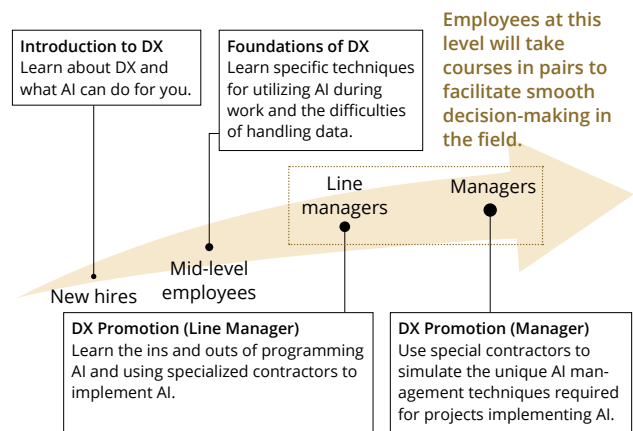 Introduction to DX
Learn about DX and
what AI can do for you.
Foundations of DX
Learn specific techniques
for utilizing AI during
work and the difficulties
of handling data.
Employees at this
level will take
courses in pairs to
facilitate smooth
decision-making in
the field.
New hires
Mid-level
employees
Line
managers
Managers
DX Promotion (Line Manager)
Learn the ins and outs of programming
AI and using specialized contractors to
implement AI.
DX Promotion (Manager)
Use special contractors to
simulate the unique AI man-
agement techniques required
for projects implementing AI.